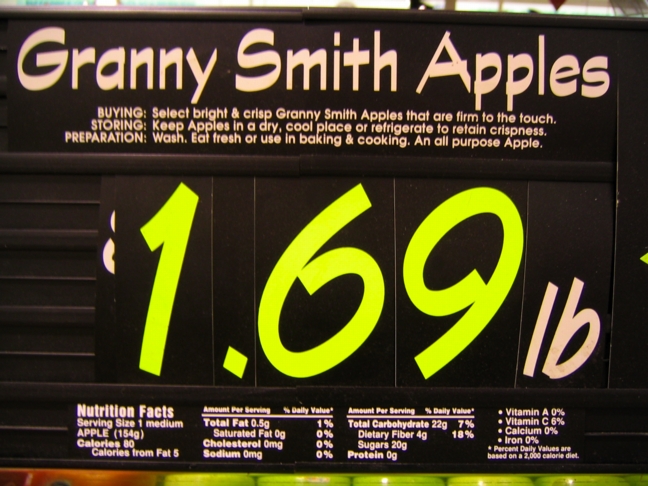 Granny Smith Apples
BUYING: Select bright & crisp Granny Smith Apples that are firm to the touch.
STORING: Keep Apples in a dry, cool place or refrigerate to retain crispness.
PREPARATION: Wash. Eat fresh or use in baking & cooking. An all purpose Apple.
1.69 lb
Nutrition Facts
Serving Size 1 medium
APPLE (154g)
Calories 80
Calories from Fat 5
Amount Per Serving % Daily Value*
Total Fat 0.5g 1%
Saturated Fat 0g 0%
Cholesterol 0mg 0%
Sodium 0mg 0%
Amount Per Serving % Daily Value*
Total Carbohydrate 22g 7%
Dietary Fiber 4g 18%
Sugars 20g
Protein 0g
• Vitamin A 0%
• Vitamin C 6%
• Calcium 0%
• Iron 0%
* Percent Daily Values are
based on a 2,000 calorie diet.